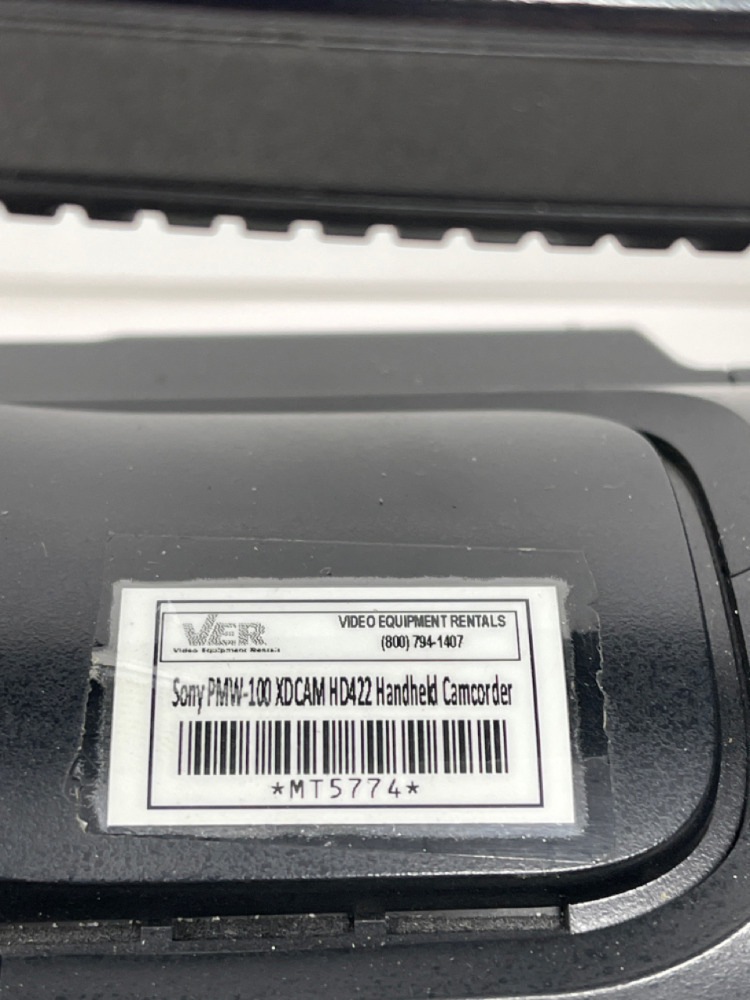 VER
Video Equipment Rentals
VIDEO EQUIPMENT RENTALS
(800) 794-1407
Sony PMW-100 XDCAM HD422 Handheld Camcorder
*MT5774*